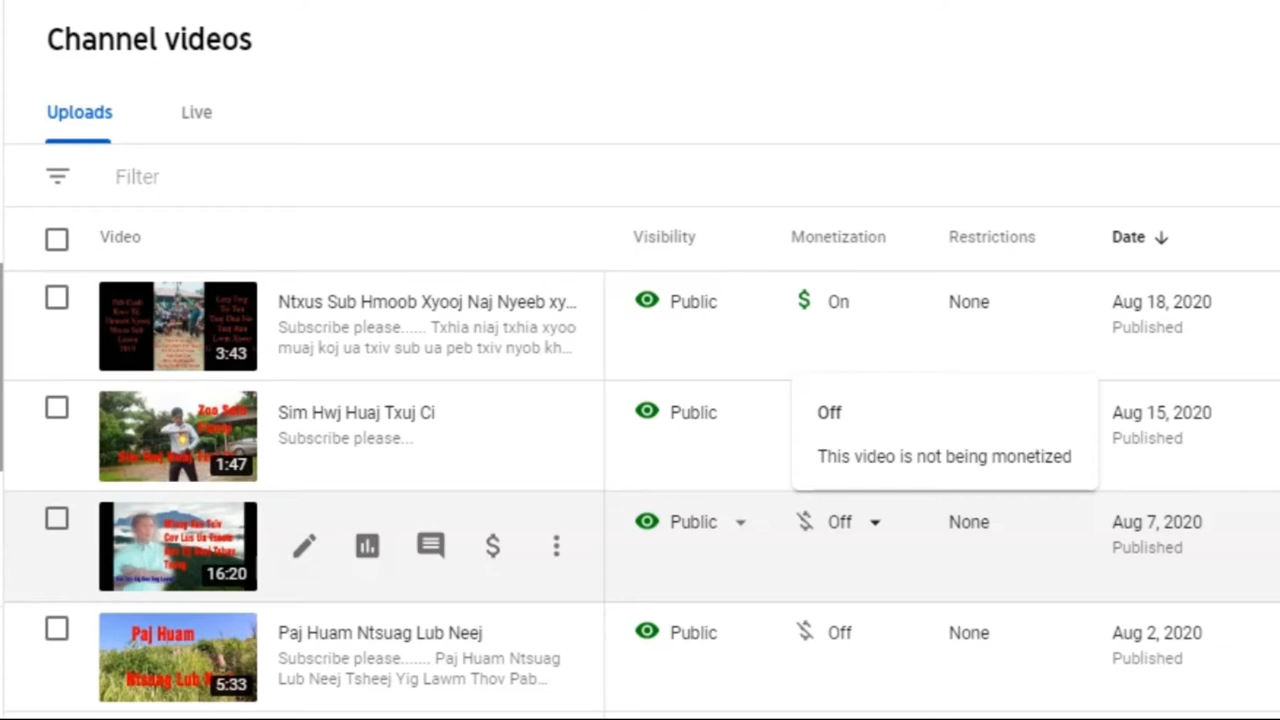 Channel videos
Uploads
Live
Filter
Video
Visibility
Monetization
Restrictions
Date
3:43
Ntxus Sub Hmoob Xyooj Naj Nyeeb xy...
Subscribe please...... Txhia niaj txhia xyoo
muaj koj ua txiv sub ua peb txiv nyob kh...
Public
On
None
Aug 18, 2020
Published
1:47
Sim Hwj Huaj Txuj Ci
Subscribe please...
Public
Off
This video is not being monetized
Aug 15, 2020
Published
16:20
Public
Off
None
Aug 7, 2020
Published
Paj Huam
5:33
Paj Huam Ntsuag Lub Neej
Subscribe please....... Paj Huam Ntsuag
Lub Neej Tsheej Yig Lawm Thov Pab...
Public
Off
None
Aug 2, 2020
Published